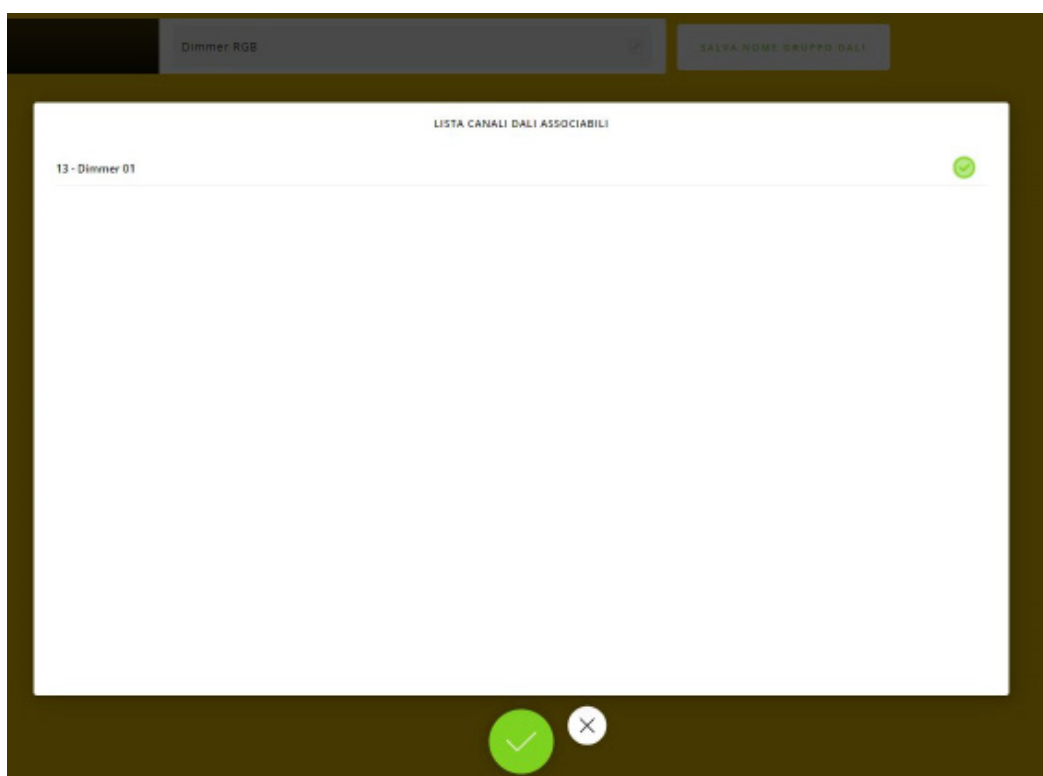 Dimmer RGB
SALVA NOME GRUPPO DALI
LISTA CANALI DALI ASSOCIABILI
13 - Dimmer 01